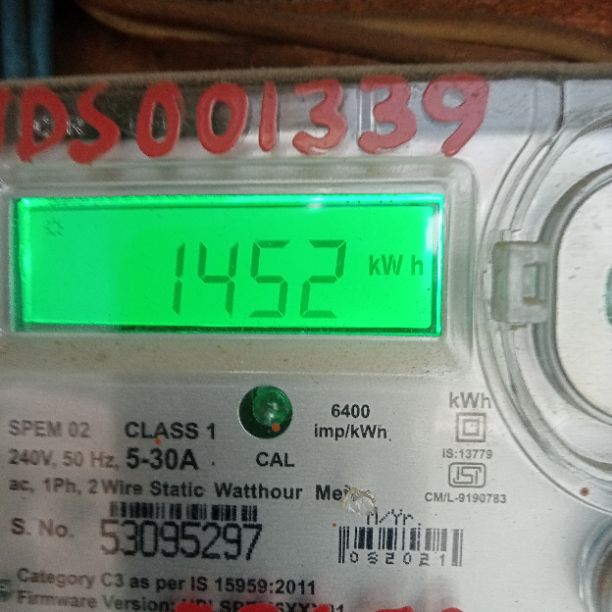 DS001339
1452 kWh
6400
imp/kWh
kWh
IS:13779
CM/L-9190783
SPEM 02 CLASS 1
240V, 50 Hz, 5-30A
CAL
ac, 1Ph, 2 Wire Static Watthour
M/Yr.
082021
S. No. 53095297
Category C3 as per IS 15959:2011
Firmware Version: